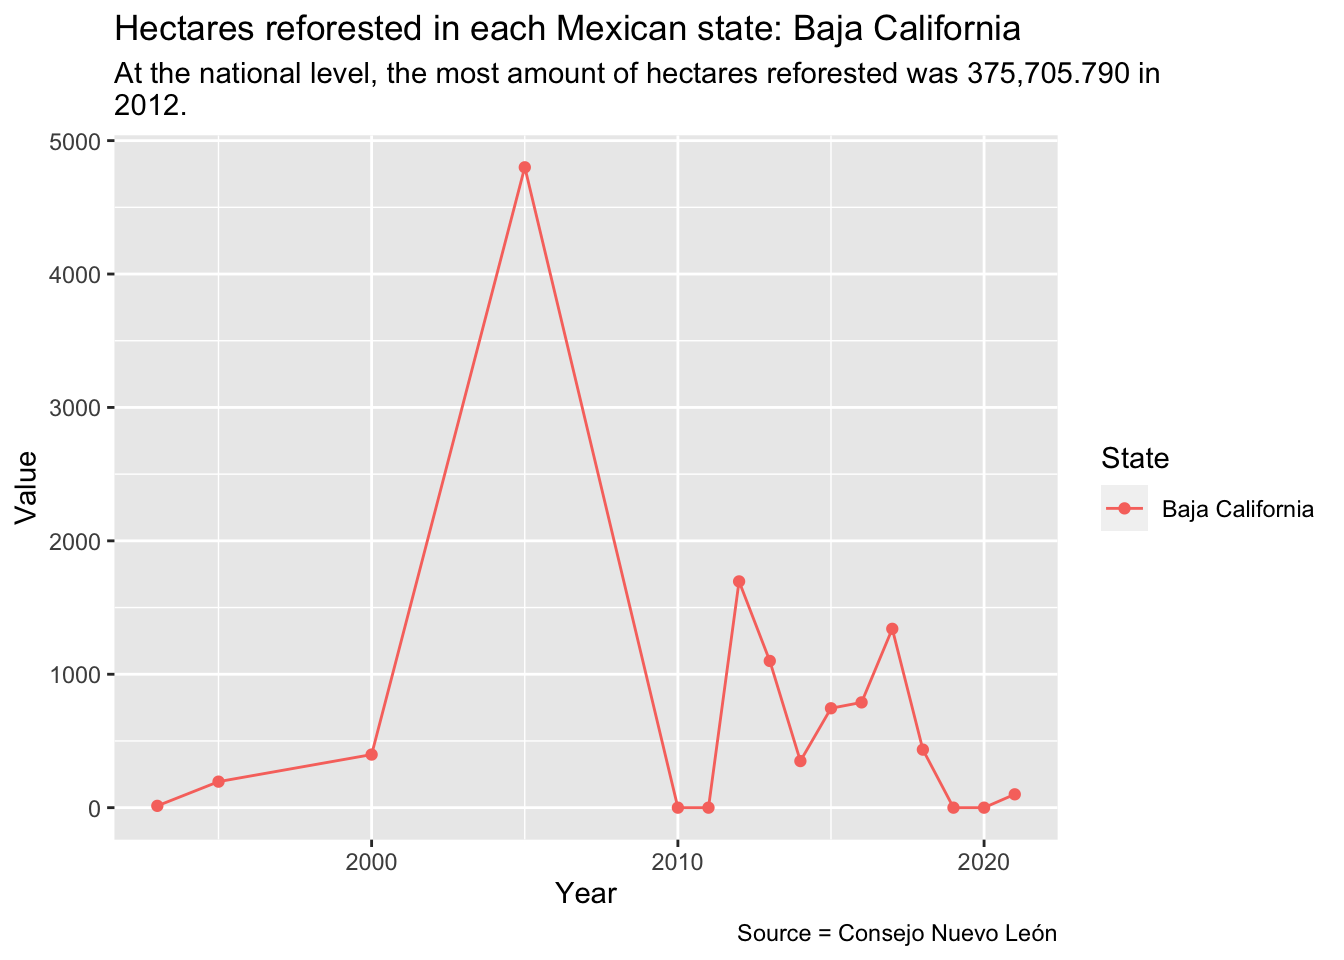 Hectares reforested in each Mexican state: Baja California
At the national level, the most amount of hectares reforested was 375,705.790 in
2012.
5000
4000
3000
2000
1000
0
Value
2000
2010
2020
Year
State
Baja California
Source = Consejo Nuevo León